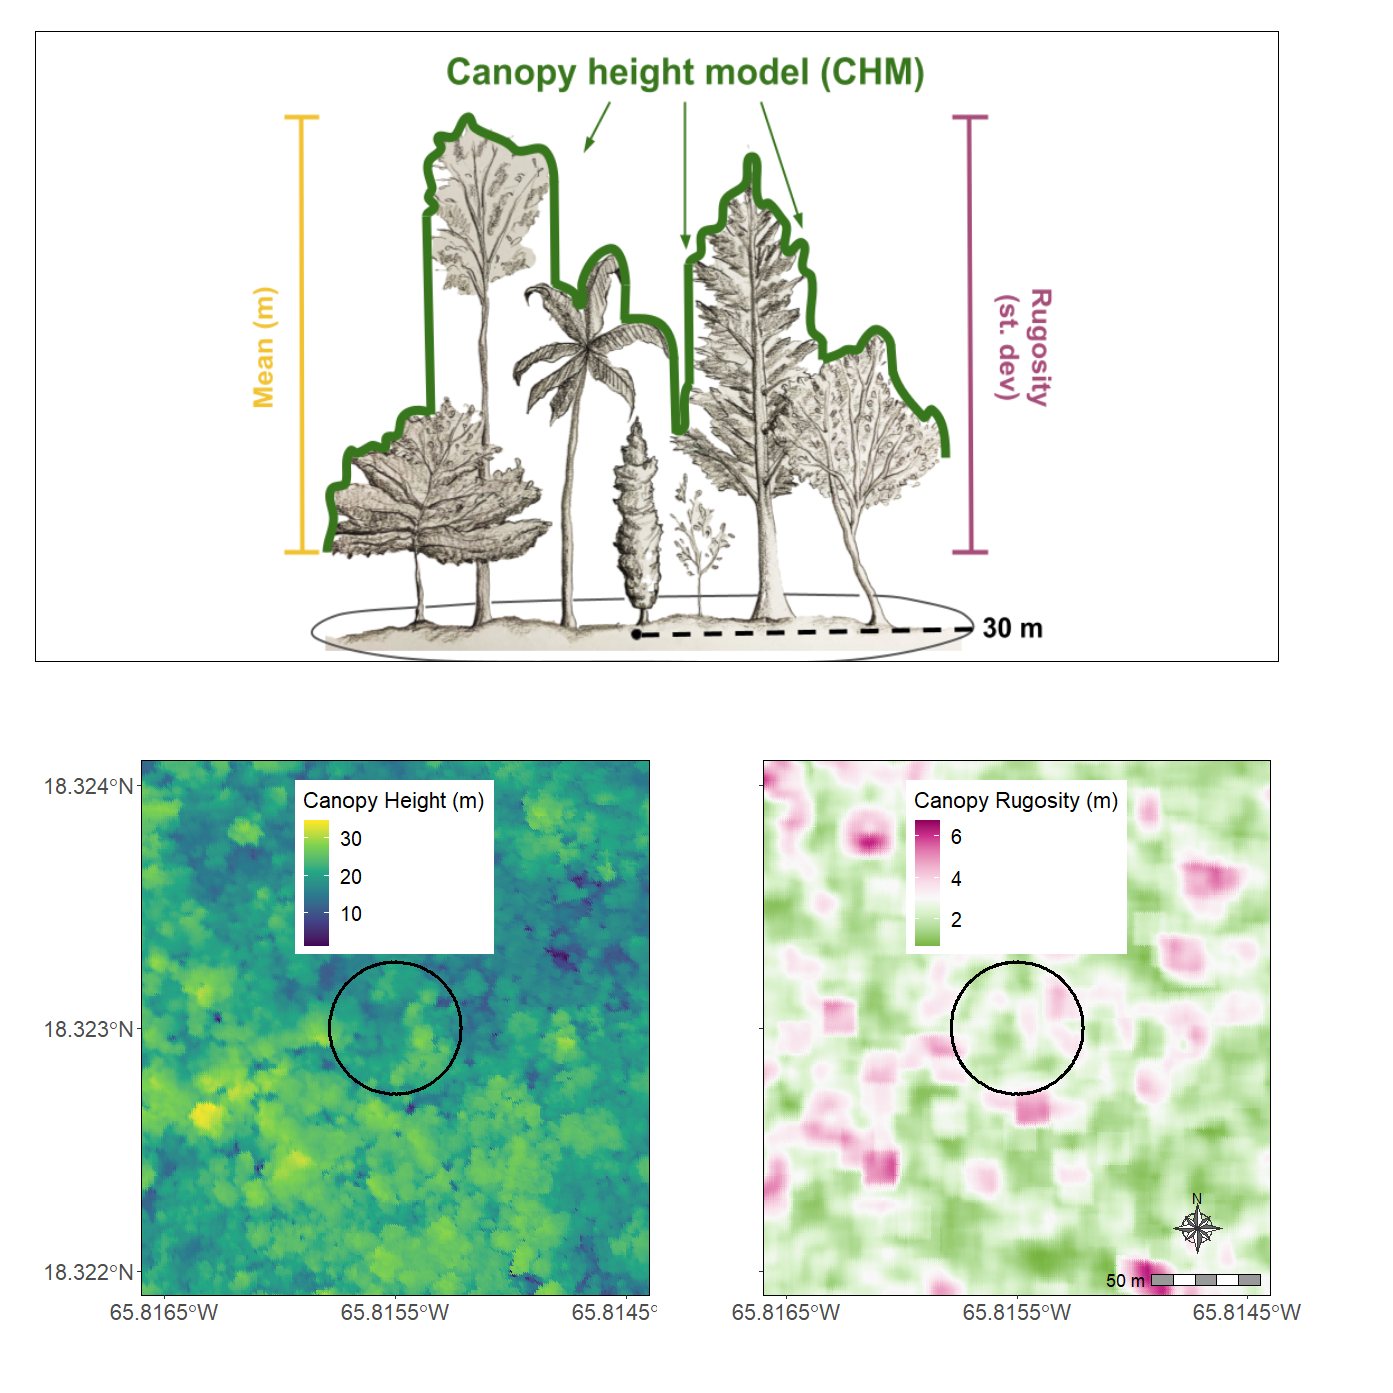 Canopy height model (CHM)
Mean (m)
Rugosity
(st. dev)
30 m
18.324°N
18.323°N
18.322°N
Canopy Height (m)
30
20
10
65.8165°W
65.8155°W
65.8145°
Canopy Rugosity (m)
6
4
2
N
50 m
65.8165°W
65.8155°W
65.8145°W